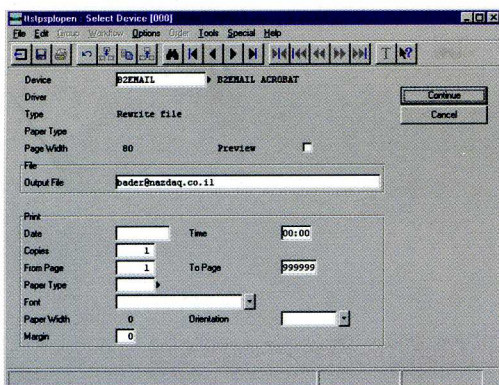 ttstpsplopen : Select Device [000]
File Edit Group Workflow Options Order Tools Special Help
T
Device B2EMAIL B2EMAIL ACROBAT
Driver
Continue
Type Rewrite file
Cancel
Paper Type
Page Width 80 Preview
File
Output File bader@nazdaq.co.il
Print
Date Time 00:00
Copies 1
From Page 1 To Page 999999
Paper Type
Font
Paper Width 0 Orientation
Margin 0